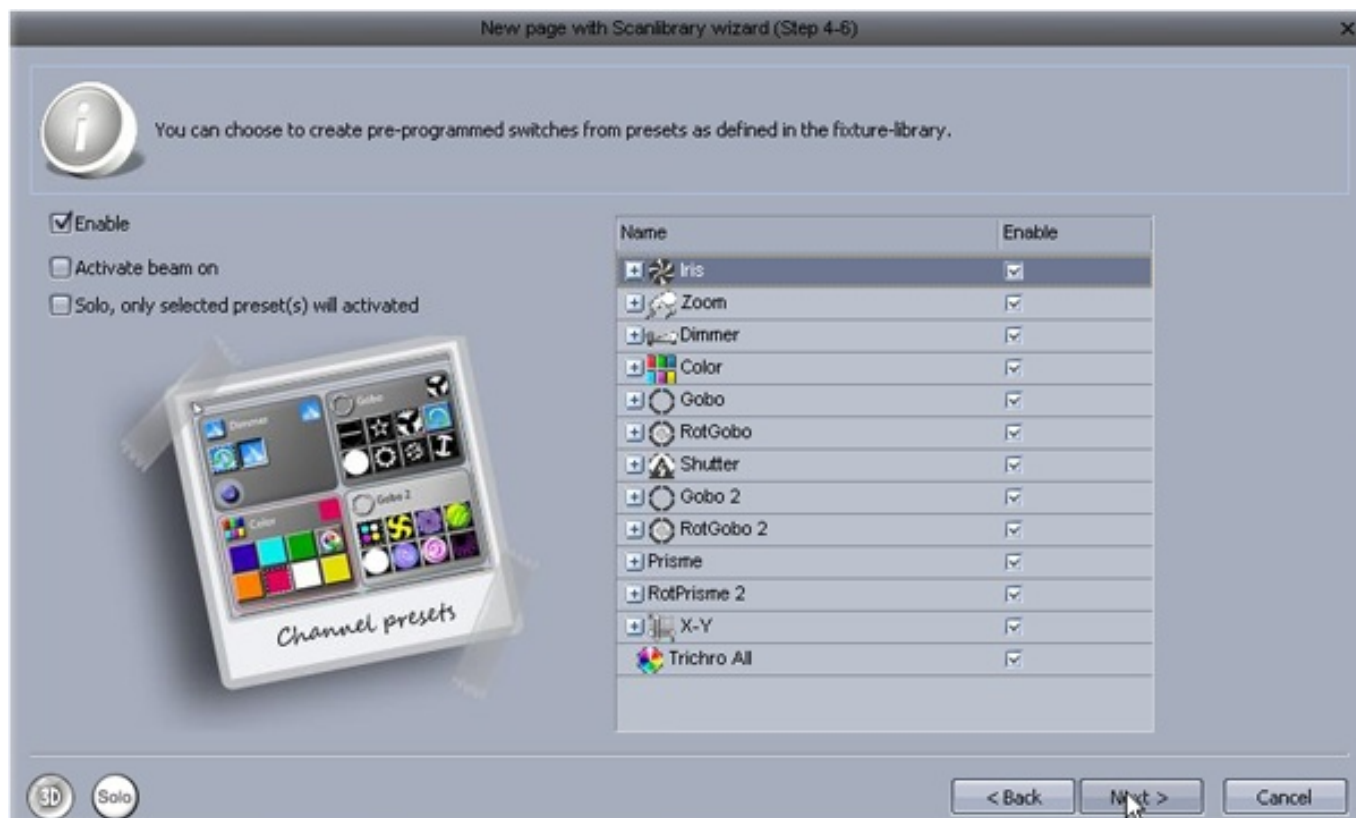 New page with Scanlibrary wizard (Step 4-6)
You can choose to create pre-programmed switches from presets as defined in the fixture-library.
Enable
Activate beam on
Solo, only selected preset(s) will activated
Dimmer
Gobo
Color
Gobo 2
Channel presets
Name Enable
Iris
Zoom
Dimmer
Color
Gobo
RotGobo
Shutter
Gobo 2
RotGobo 2
Prisme
RotPrisme 2
X-Y
Trichro All
3D Solo < Back Next > Cancel